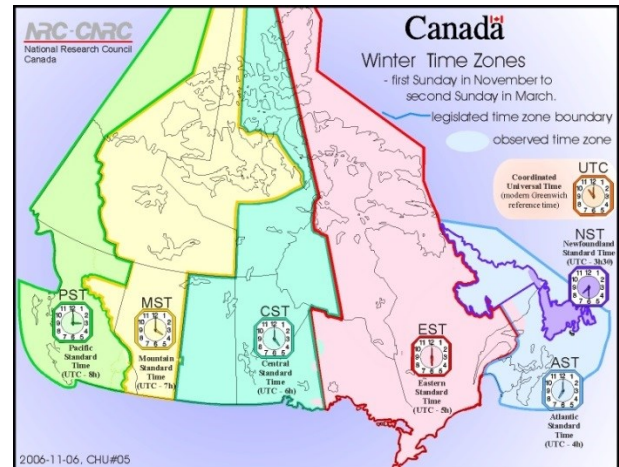 NRC·CNRC
National Research Council
Canada
Canada
Winter Time Zones
- first Sunday in November to
second Sunday in March.
legislated time zone boundary
observed time zone
UTC
Coordinated
Universal Time
(modern Greenwich
reference time)
NST
Newfoundland
Standard Time
(UTC - 3h30)
PST
Pacific
Standard
Time
(UTC - 8h)
MST
Mountain
Standard
Time
(UTC - 7h)
CST
Central
Standard
Time
(UTC - 6h)
EST
Eastern
Standard
Time
(UTC - 5h)
AST
Atlantic
Standard
Time
(UTC - 4h)
2006-11-06, CHU#05